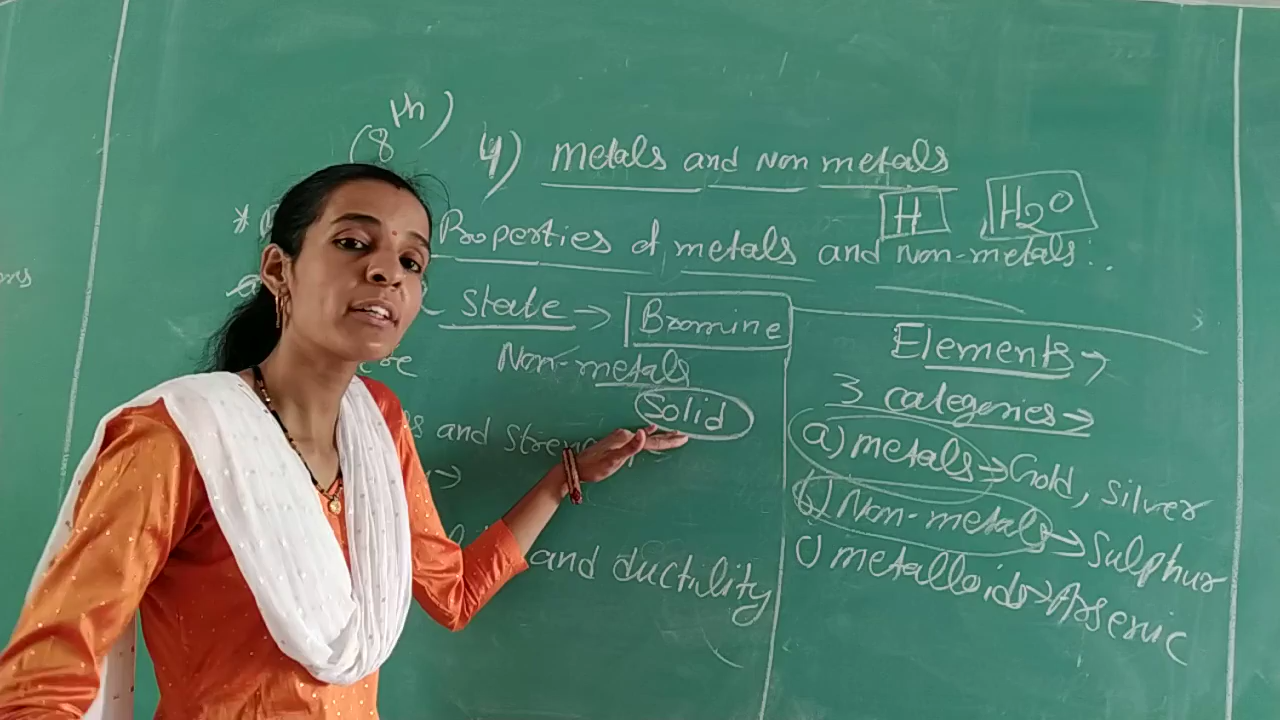 (8th) 4) Metals and Non metals
H H2O
* Properties of metals and Non-metals:
State → Bromine
Non-metals
Solid
and
and ductility
Elements →
3 categories →
a) metals → Gold, Silver
b) Non-metals → Sulphur
c) metalloids → Arsenic